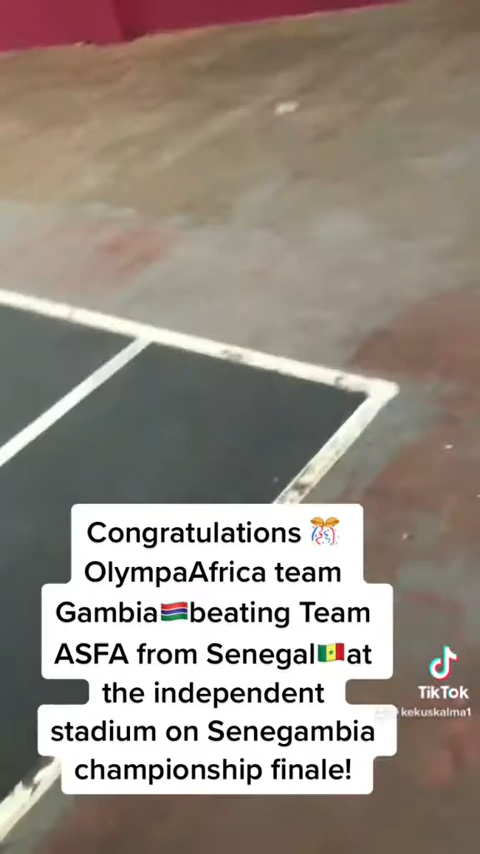 Congratulations 🎊
OlympaAfrica team
Gambia🇬🇲beating Team
ASFA from Senegal🇸🇳at
the independent
stadium on Senegambia
championship finale!
TikTok
kekuskalma1